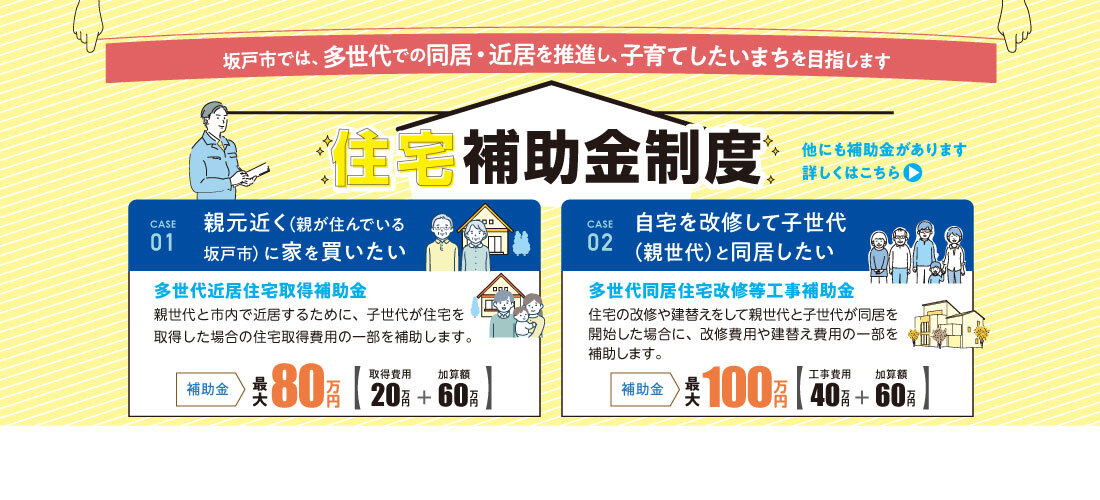 坂戸市では、多世代での同居・近居を推進し、子育てしたいまちを目指します
住宅補助金制度
他にも補助金があります
詳しくはこちら
CASE
01
親元近く(親が住んでいる
坂戸市)に家を買いたい
多世代近居住宅取得補助金
親世代と市内で近居するために、子世代が住宅を
取得した場合の住宅取得費用の一部を補助します。
補助金 最大80万円【取得費用20万円+加算額60万円】
CASE
02
自宅を改修して子世代
(親世代)と同居したい
多世代同居住宅改修等工事補助金
住宅の改修や建替えをして親世代と子世代が同居を
開始した場合に、改修費用や建替え費用の一部を
補助します。
補助金 最大100万円【工事費用40万円+加算額60万円】